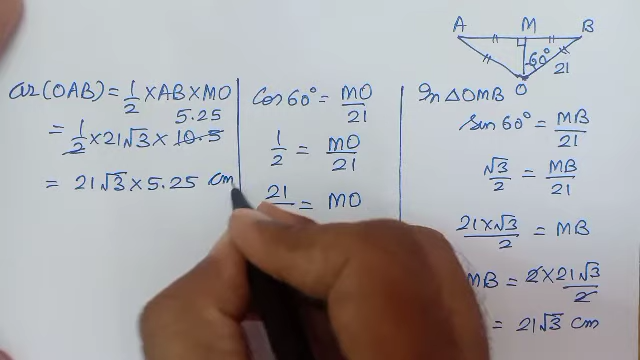 A M B
60°
21
O
ar(OAB) = 1/2 × AB × MO
5.25
= 1/2 × 21√3 × 10.5
= 21√3 × 5.25 cm
Cos 60° = MO/21
1/2 = MO/21
21 = MO
In ΔOMB
Sin 60° = MB/21
√3/2 = MB/21
21×√3/2 = MB
MB = 2×21√3/2
= 21√3 cm